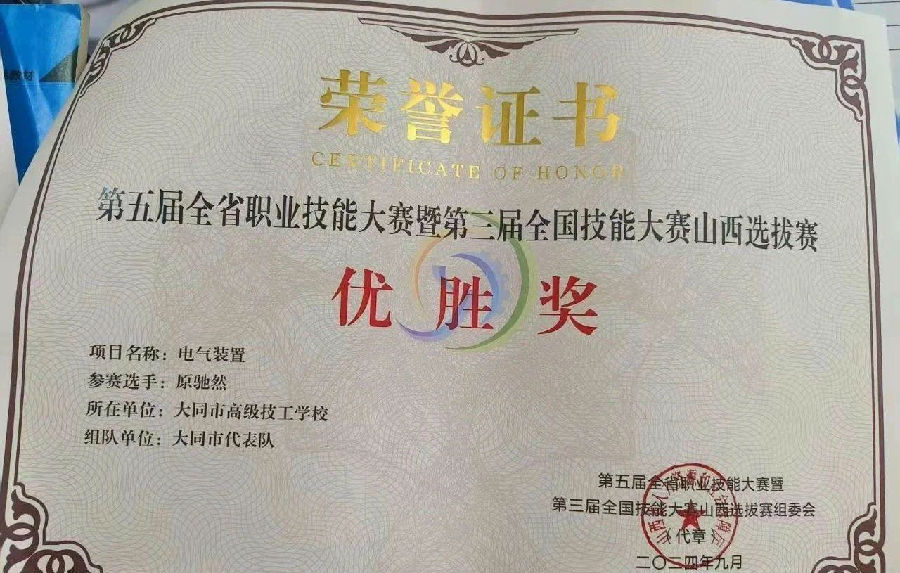 教材
荣誉证书
CERTIFICATE OF HONOR
第五届全省职业技能大赛暨第三届全国技能大赛山西选拔赛
优胜奖
项目名称：电气装置
参赛选手：原驰然
所在单位：大同市高级技工学校
组队单位：大同市代表队
第五届全省职业技能大赛暨
第三届全国技能大赛山西选拔赛组委会
（代章）
二〇二四年九月